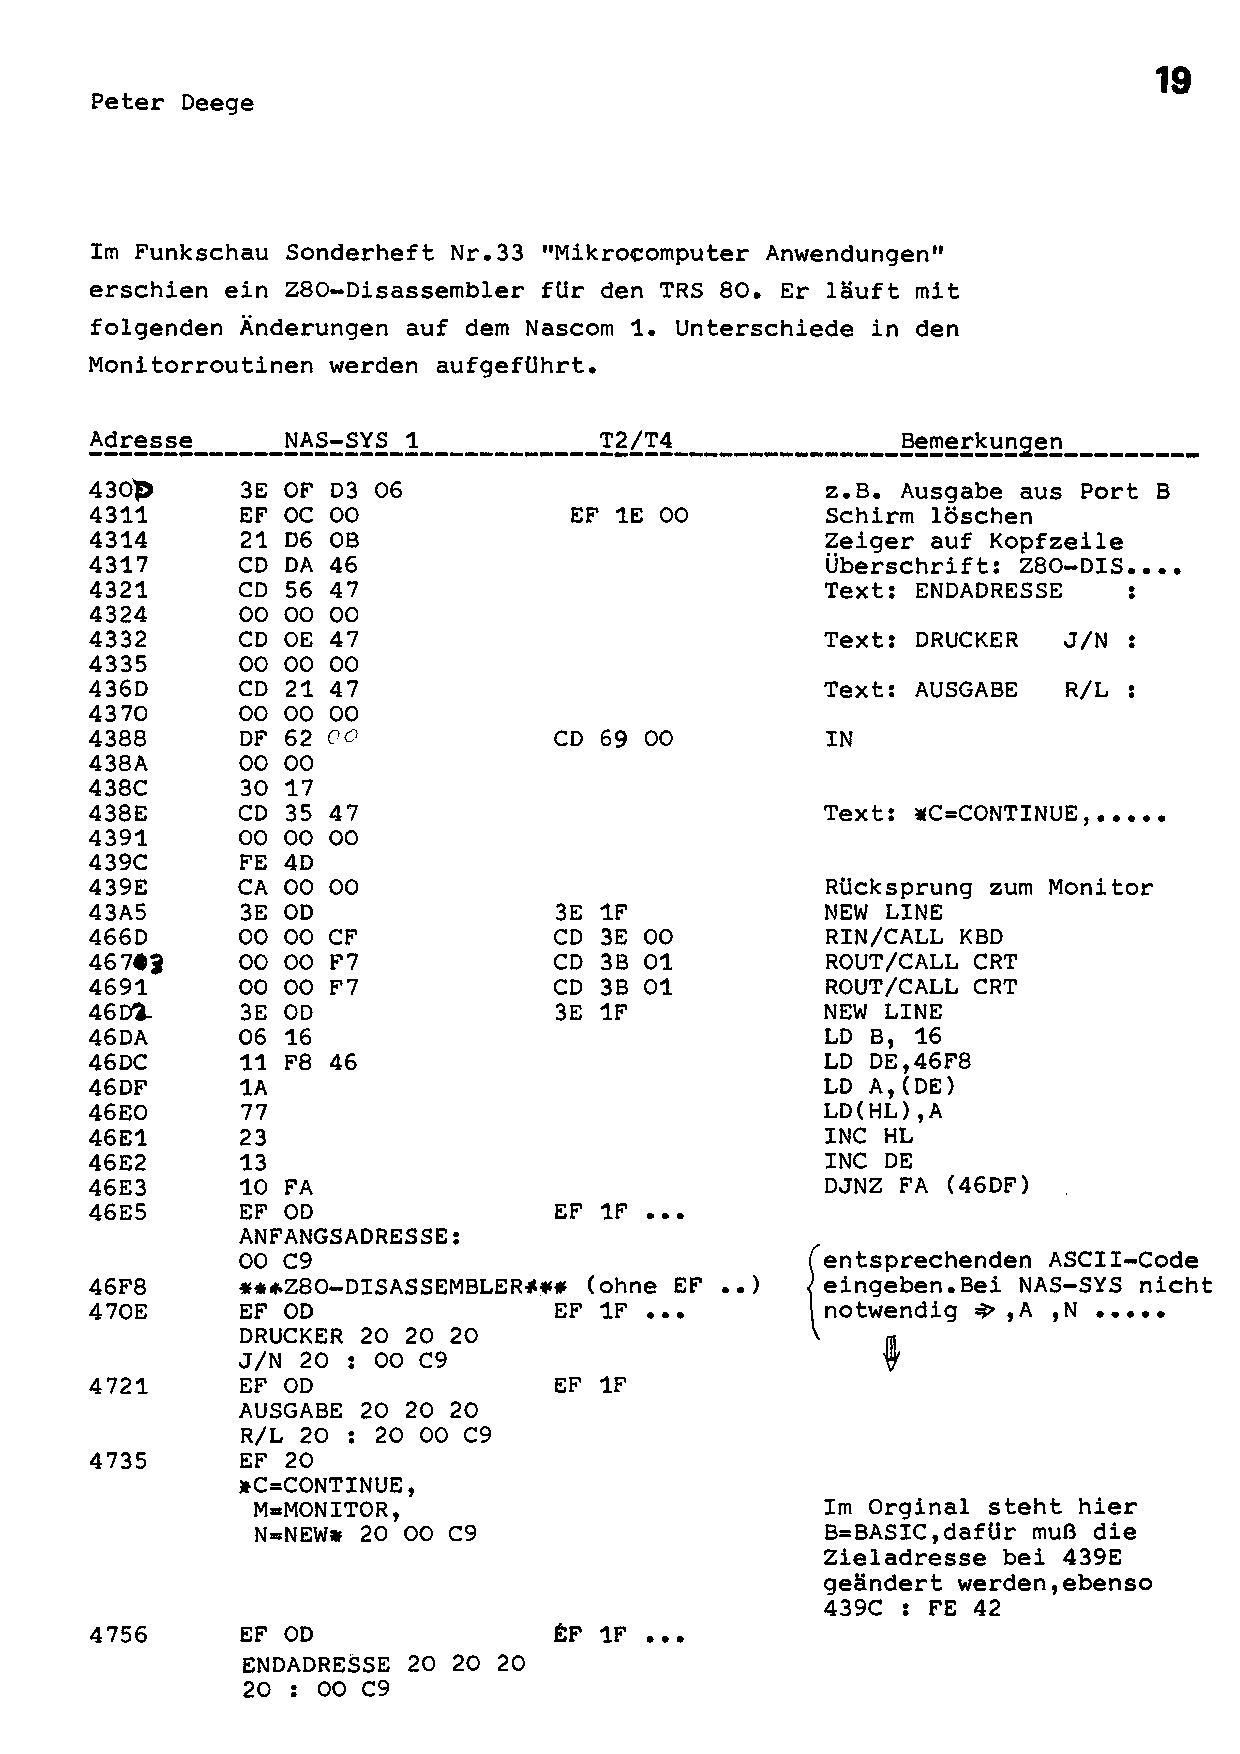 19
Peter Deege
Im Funkschau Sonderheft Nr.33 "Mikrocomputer Anwendungen"
erschien ein Z80-Disassembler für den TRS 80. Er läuft mit
folgenden Änderungen auf dem Nascom 1. Unterschiede in den
Monitorroutinen werden aufgeführt.
Adresse NAS-SYS 1 T2/T4 Bemerkungen
430D 3E 0F D3 06 z.B. Ausgabe aus Port B
4311 EF 0C 00 EF 1E 00 Schirm löschen
4314 21 D6 0B Zeiger auf Kopfzeile
4317 CD DA 46 Überschrift: Z80-DIS....
4321 CD 56 47 Text: ENDADRESSE :
4324 00 00 00
4332 CD 0E 47 Text: DRUCKER J/N :
4335 00 00 00
436D CD 21 47 Text: AUSGABE R/L :
4370 00 00 00
4388 DF 62 00 CD 69 00 IN
438A 00 00
438C 30 17
438E CD 35 47 Text: *C=CONTINUE,.....
4391 00 00 00
439C FE 4D
439E CA 00 00 Rücksprung zum Monitor
43A5 3E 0D 3E 1F NEW LINE
466D 00 00 CF CD 3E 00 RIN/CALL KBD
4673 00 00 F7 CD 3B 01 ROUT/CALL CRT
4691 00 00 F7 CD 3B 01 ROUT/CALL CRT
46D2 3E 0D 3E 1F NEW LINE
46DA 06 16 LD B, 16
46DC 11 F8 46 LD DE,46F8
46DF 1A LD A,(DE)
46E0 77 LD(HL),A
46E1 23 INC HL
46E2 13 INC DE
46E3 10 FA DJNZ FA (46DF)
46E5 EF 0D EF 1F ...
ANFANGSADRESSE:
00 C9 entsprechenden ASCII-Code
46F8 ***Z80-DISASSEMBLER*** (ohne EF ..) eingeben.Bei NAS-SYS nicht
470E EF 0D EF 1F ... notwendig ⇒ ,A ,N .....
DRUCKER 20 20 20
J/N 20 : 00 C9 ⇓
4721 EF 0D EF 1F
AUSGABE 20 20 20
R/L 20 : 20 00 C9
4735 EF 20
*C=CONTINUE,
M=MONITOR, Im Orginal steht hier
N=NEW* 20 00 C9 B=BASIC,dafür muß die
Zieladresse bei 439E
geändert werden,ebenso
439C : FE 42
4756 EF 0D EF 1F ...
ENDADRESSE 20 20 20
20 : 00 C9